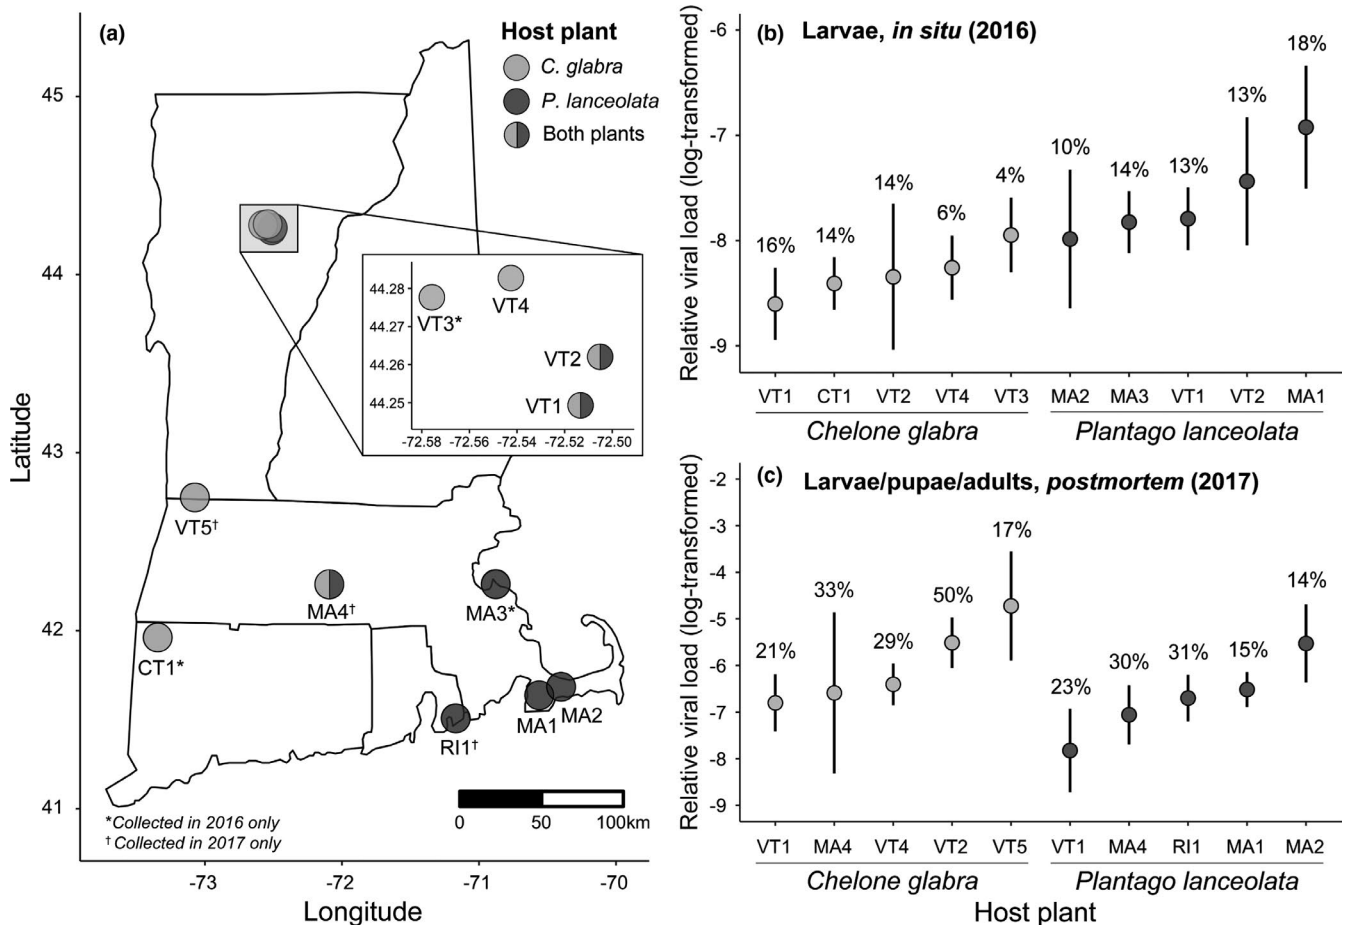 (a)
Host plant
C. glabra
P. lanceolata
Both plants
45
44
43
42
41
Latitude
44.28
44.27
44.26
44.25
VT3*
VT4
VT2
VT1
-72.58 -72.56 -72.54 -72.512 -72.50
VT5†
MA4†
MA3*
CT1*
RI1†
MA1
MA2
*Collected in 2016 only
† Collected in 2017 only
0 50 100km
-73 -72 -71 -70
Longitude
(b) Larvae, in situ (2016)
Relative viral load (log-transformed)
-6
-7
-8
-9
16% 14% 14% 6% 4% 10% 14% 13% 13% 18%
VT1 CT1 VT2 VT4 VT3 MA2 MA3 VT1 VT2 MA1
Chelone glabra Plantago lanceolata
(c) Larvae/pupae/adults, postmortem (2017)
Relative viral load (log-transformed)
-2
-3
-4
-5
-6
-7
-8
-9
21% 33% 29% 50% 17% 23% 30% 31% 15% 14%
VT1 MA4 VT4 VT2 VT5 VT1 MA4 RI1 MA1 MA2
Chelone glabra Plantago lanceolata
Host plant